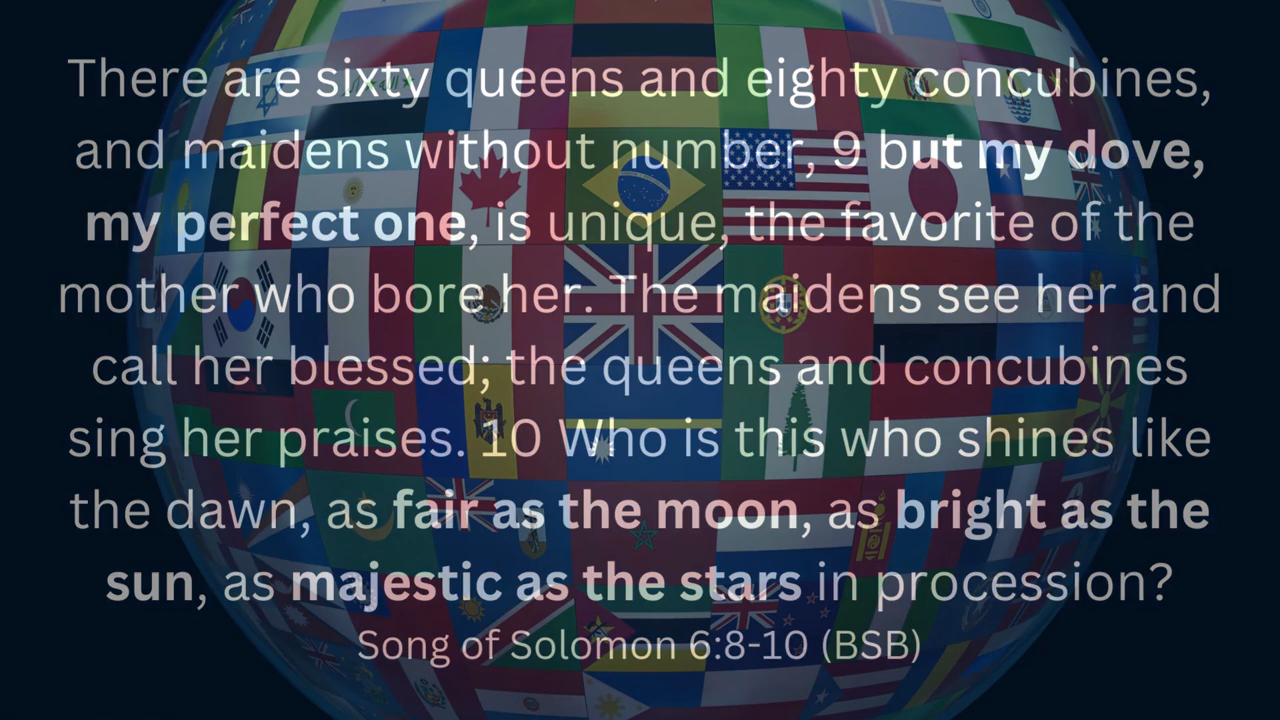 There are sixty queens and eighty concubines,
and maidens without number, 9 but my dove,
my perfect one, is unique, the favorite of the
mother who bore her. The maidens see her and
call her blessed; the queens and concubines
sing her praises. 10 Who is this who shines like
the dawn, as fair as the moon, as bright as the
sun, as majestic as the stars in procession?
Song of Solomon 6:8-10 (BSB)